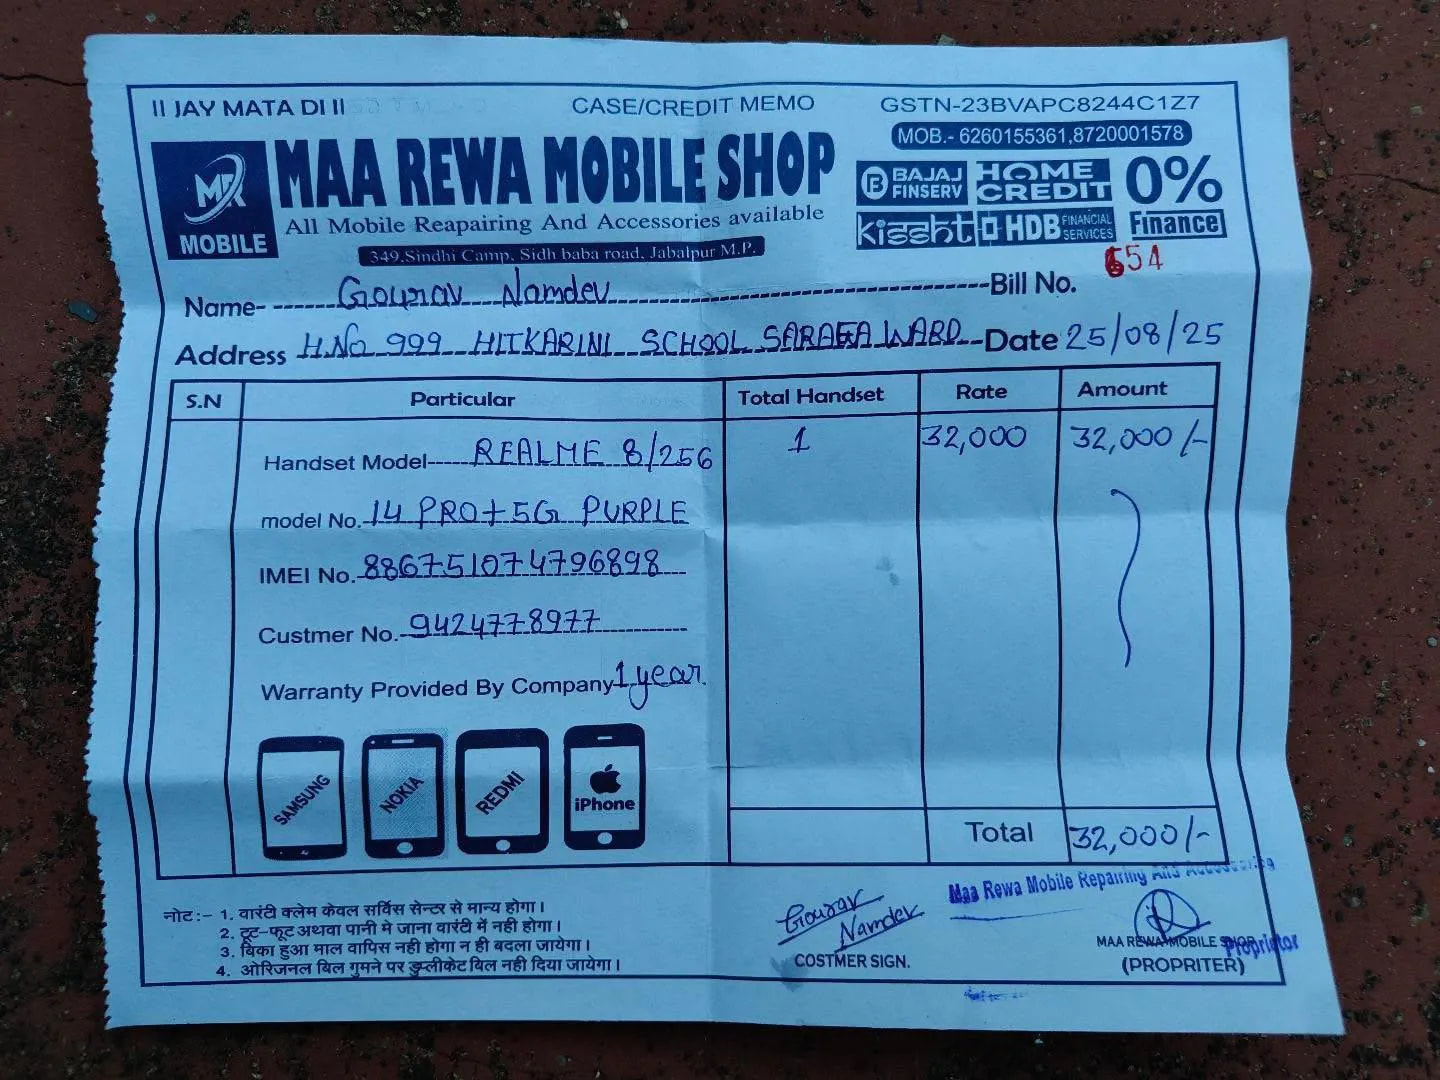 II JAY MATA DI II CASE/CREDIT MEMO GSTN-23BVAPC8244C1Z7
MOB.- 6260155361,8720001578
MR MOBILE
MAA REWA MOBILE SHOP
All Mobile Reapairing And Accessories available
349,Sindhi Camp, Sidh baba road, Jabalpur M.P.
BAJAJ FINSERV HOME CREDIT 0%
kissht HDB FINANCIAL SERVICES Finance
Name- Gourav Namdev Bill No. 654
Address H.No 999 HITKARINI SCHOOL SARAFA WARD Date 25/08/25
S.N Particular Total Handset Rate Amount
Handset Model REALME 8/256 1 32,000 32,000/-
model No. 14 PRO+5G PURPLE
IMEI No. 886751074796898
Custmer No. 9424778977
Warranty Provided By Company 1 year.
SAMSUNG NOKIA REDMI iPhone
Total 32,000/-
Maa Rewa Mobile Repairing And Accessories
नोट:- 1. वारंटी क्लेम केवल सर्विस सेन्टर से मान्य होगा।
2. टूट-फूट अथवा पानी मे जाना वारंटी में नही होगा।
3. बिका हुआ माल वापिस नही होगा न ही बदला जायेगा।
4. ओरिजनल बिल गुमने पर डुप्लीकेट बिल नही दिया जायेगा।
Gourav Namdev
COSTMER SIGN.
MAA REWA MOBILE SHOP Proprietor
(PROPRITER)